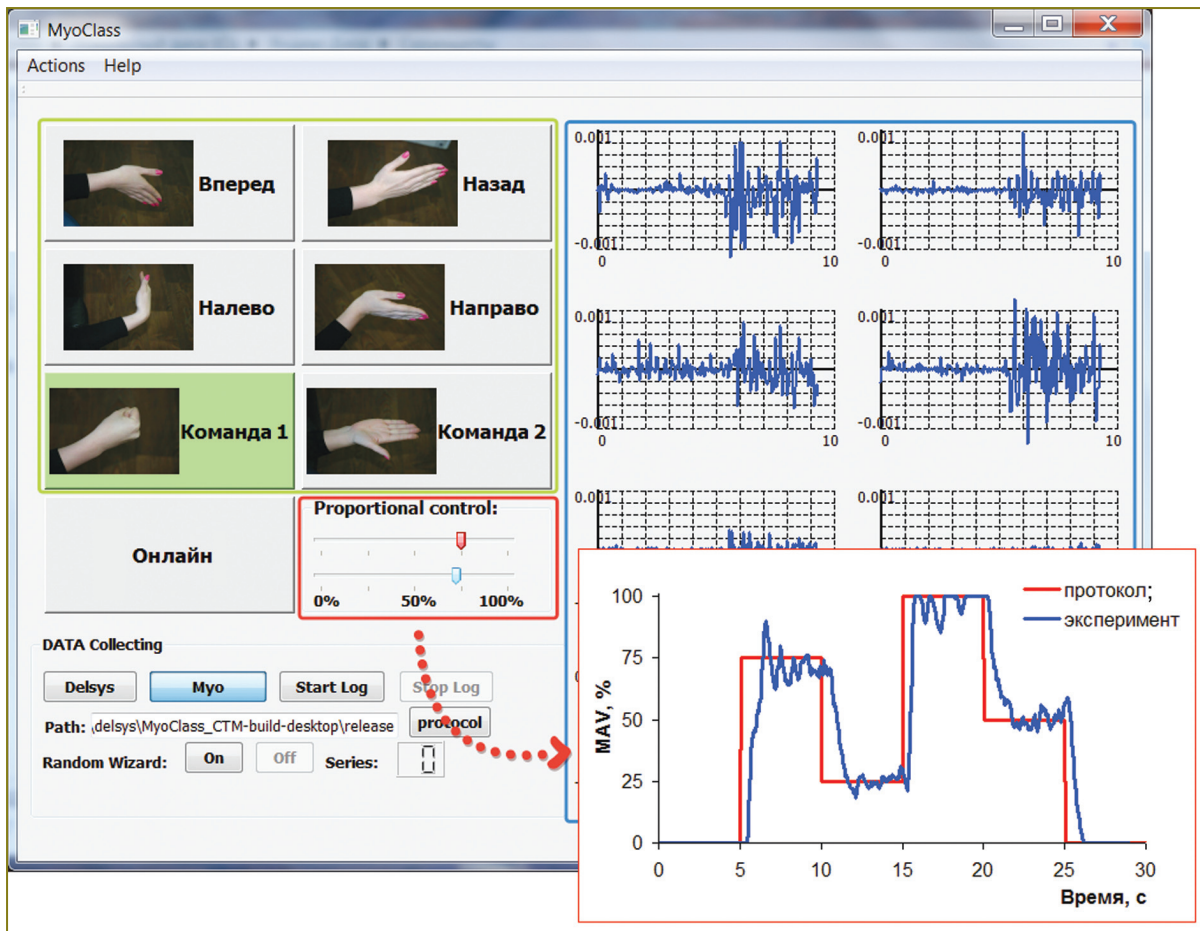 MyoClass
Actions Help
Вперед
Назад
Налево
Направо
Команда 1
Команда 2
Онлайн
Proportional control:
0% 50% 100%
DATA Collecting
Delsys Myo Start Log Stop Log
Path: \delsys\MyoClass_CTM-build-desktop\release protocol
Random Wizard: On Off Series: 0
0.001
-0.001
0 10
0.001
-0.001
0 10
0.001
-0.001
0 10
0.001
-0.001
0 10
0.001
0.001
протокол;
эксперимент
MAV, %
100
75
50
25
0
0 5 10 15 20 25 30
Время, с